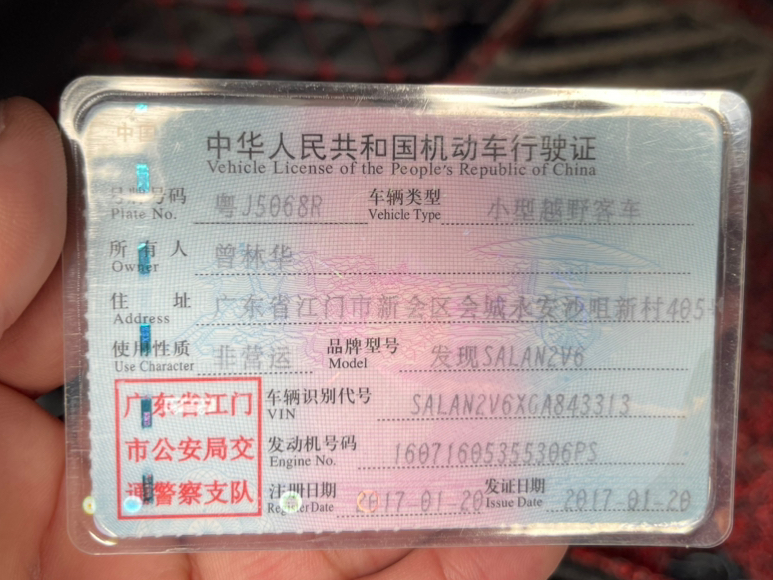 中国
中华人民共和国机动车行驶证
Vehicle License of the People's Republic of China
号牌号码 粤J5068R 车辆类型 小型越野客车
Plate No. Vehicle Type
所有人 曾林华
Owner
住址 广东省江门市新会区会城永安沙咀新村405号
Address
使用性质 非营运 品牌型号 发现SALAN2V6
Use Character Model
广东省江门 车辆识别代号 SALAN2V6XGA843313
VIN
市公安局交 发动机号码 16071605355306PS
Engine No.
通警察支队 注册日期 2017-01-20 发证日期 2017-01-20
Register Date Issue Date